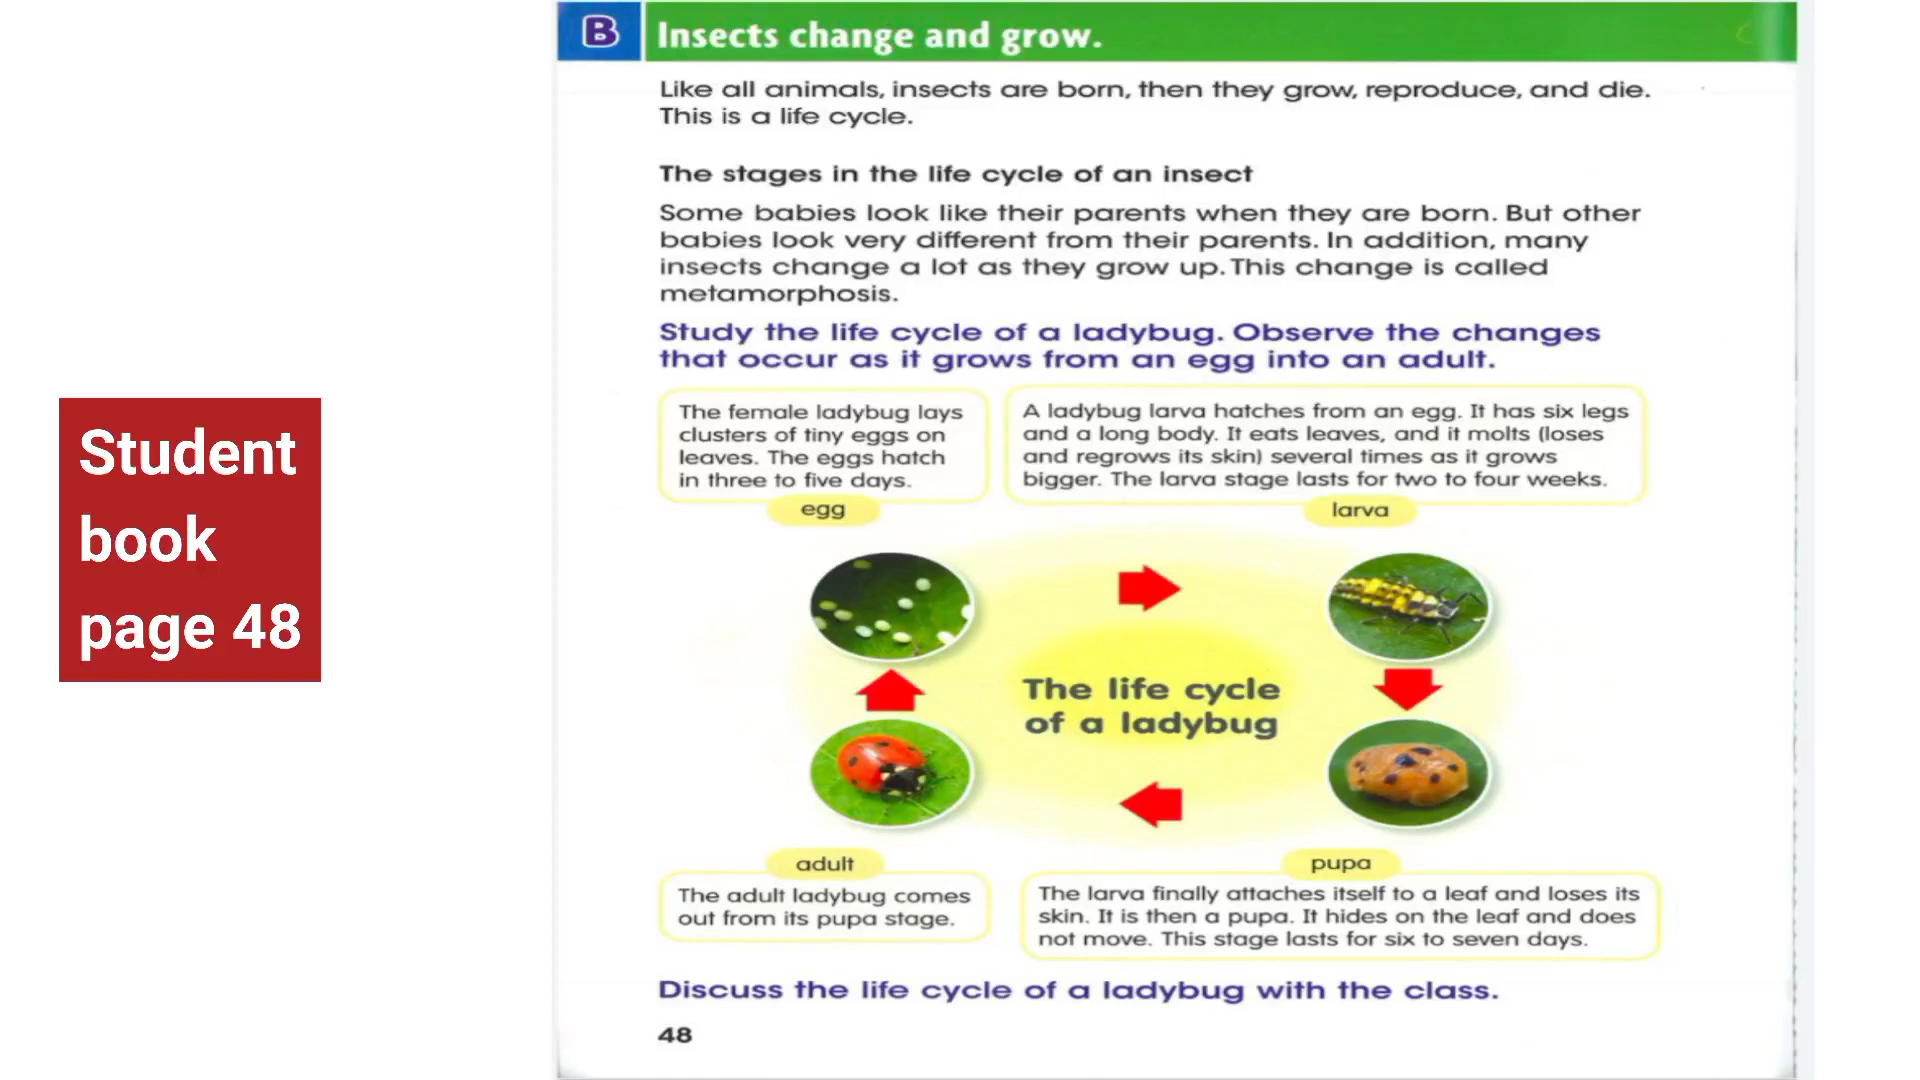 Student
book
page 48
B
Insects change and grow.
Like all animals, insects are born, then they grow, reproduce, and die.
This is a life cycle.
The stages in the life cycle of an insect
Some babies look like their parents when they are born. But other
babies look very different from their parents. In addition, many
insects change a lot as they grow up. This change is called
metamorphosis.
Study the life cycle of a ladybug. Observe the changes
that occur as it grows from an egg into an adult.
The female ladybug lays
clusters of tiny eggs on
leaves. The eggs hatch
in three to five days.
egg
A ladybug larva hatches from an egg. It has six legs
and a long body. It eats leaves, and it molts (loses
and regrows its skin) several times as it grows
bigger. The larva stage lasts for two to four weeks.
larva
The life cycle
of a ladybug
adult
The adult ladybug comes
out from its pupa stage.
pupa
The larva finally attaches itself to a leaf and loses its
skin. It is then a pupa. It hides on the leaf and does
not move. This stage lasts for six to seven days.
Discuss the life cycle of a ladybug with the class.
48